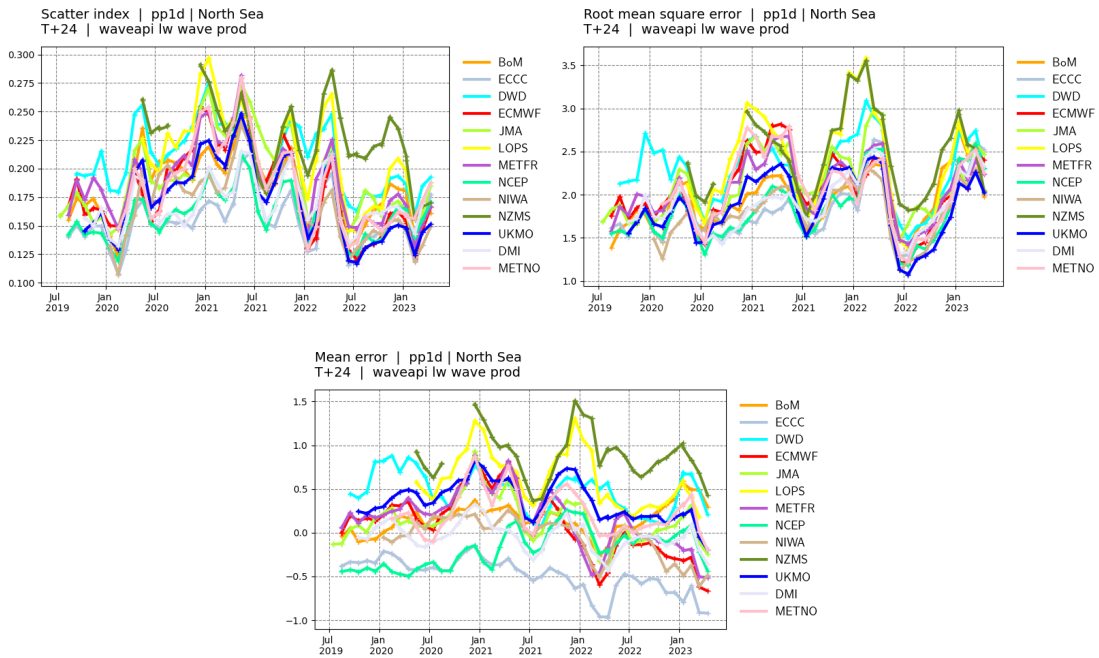 Scatter index | pp1d | North Sea
T+24 | waveapi lw wave prod
0.300
0.275
0.250
0.225
0.200
0.175
0.150
0.125
0.100
Jul 2019
Jan 2020
Jul 2020
Jan 2021
Jul 2021
Jan 2022
Jul 2022
Jan 2023
BoM
ECCC
DWD
ECMWF
JMA
LOPS
METFR
NCEP
NIWA
NZMS
UKMO
DMI
METNO
Root mean square error | pp1d | North Sea
T+24 | waveapi lw wave prod
3.5
3.0
2.5
2.0
1.5
1.0
Jul 2019
Jan 2020
Jul 2020
Jan 2021
Jul 2021
Jan 2022
Jul 2022
Jan 2023
BoM
ECCC
DWD
ECMWF
JMA
LOPS
METFR
NCEP
NIWA
NZMS
UKMO
DMI
METNO
Mean error | pp1d | North Sea
T+24 | waveapi lw wave prod
1.5
1.0
0.5
0.0
−0.5
−1.0
Jul 2019
Jan 2020
Jul 2020
Jan 2021
Jul 2021
Jan 2022
Jul 2022
Jan 2023
BoM
ECCC
DWD
ECMWF
JMA
LOPS
METFR
NCEP
NIWA
NZMS
UKMO
DMI
METNO